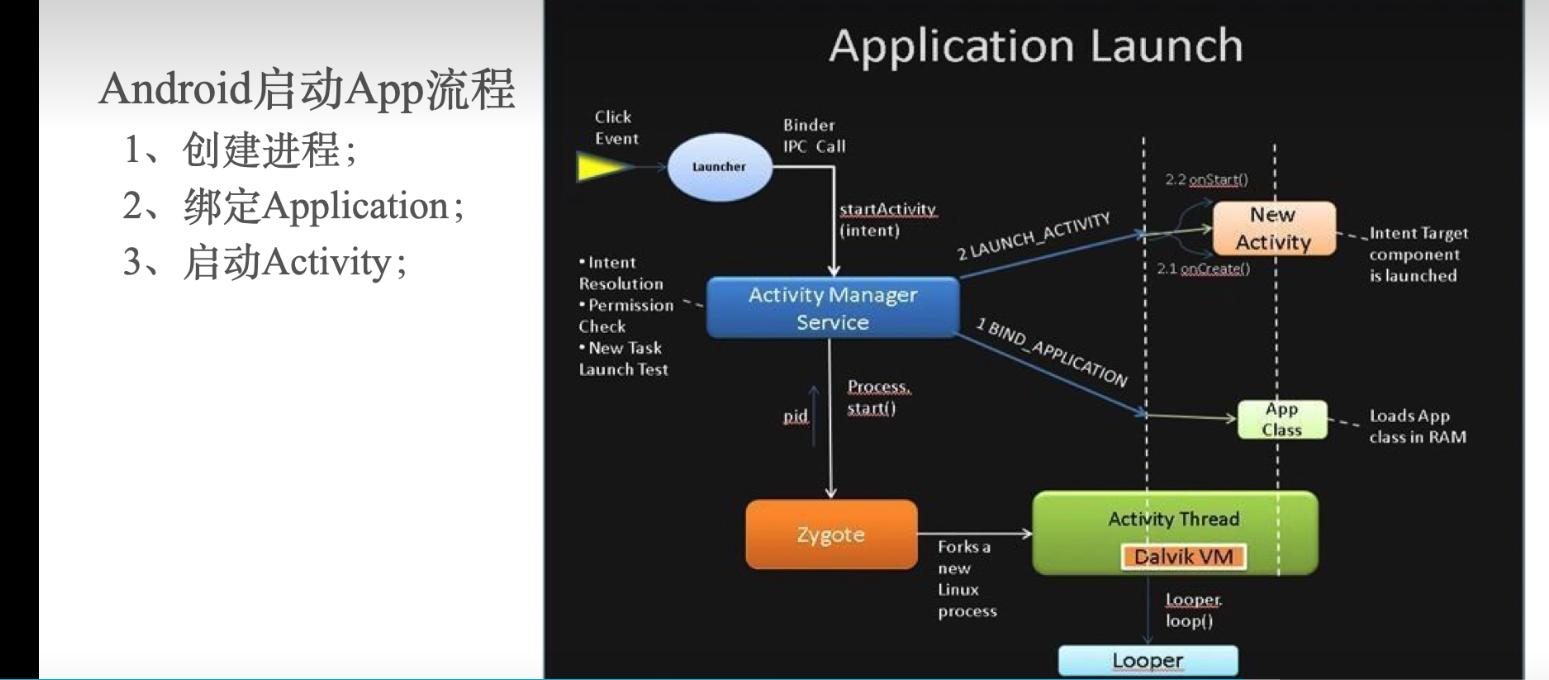 Android启动App流程
1、创建进程;
2、绑定Application;
3、启动Activity;
Application Launch
Click
Event
Launcher
Binder
IPC Call
startActivity
(intent)
• Intent
Resolution
• Permission
Check
• New Task
Launch Test
Activity Manager
Service
2 LAUNCH_ACTIVITY
2.2 onStart()
New
Activity
2.1 onCreate()
Intent Target
component
is launched
1 BIND_APPLICATION
App
Class
Loads App
class in RAM
pid
Process.
start()
Zygote
Forks a
new
Linux
process
Activity Thread
Dalvik VM
Looper.
loop()
Looper